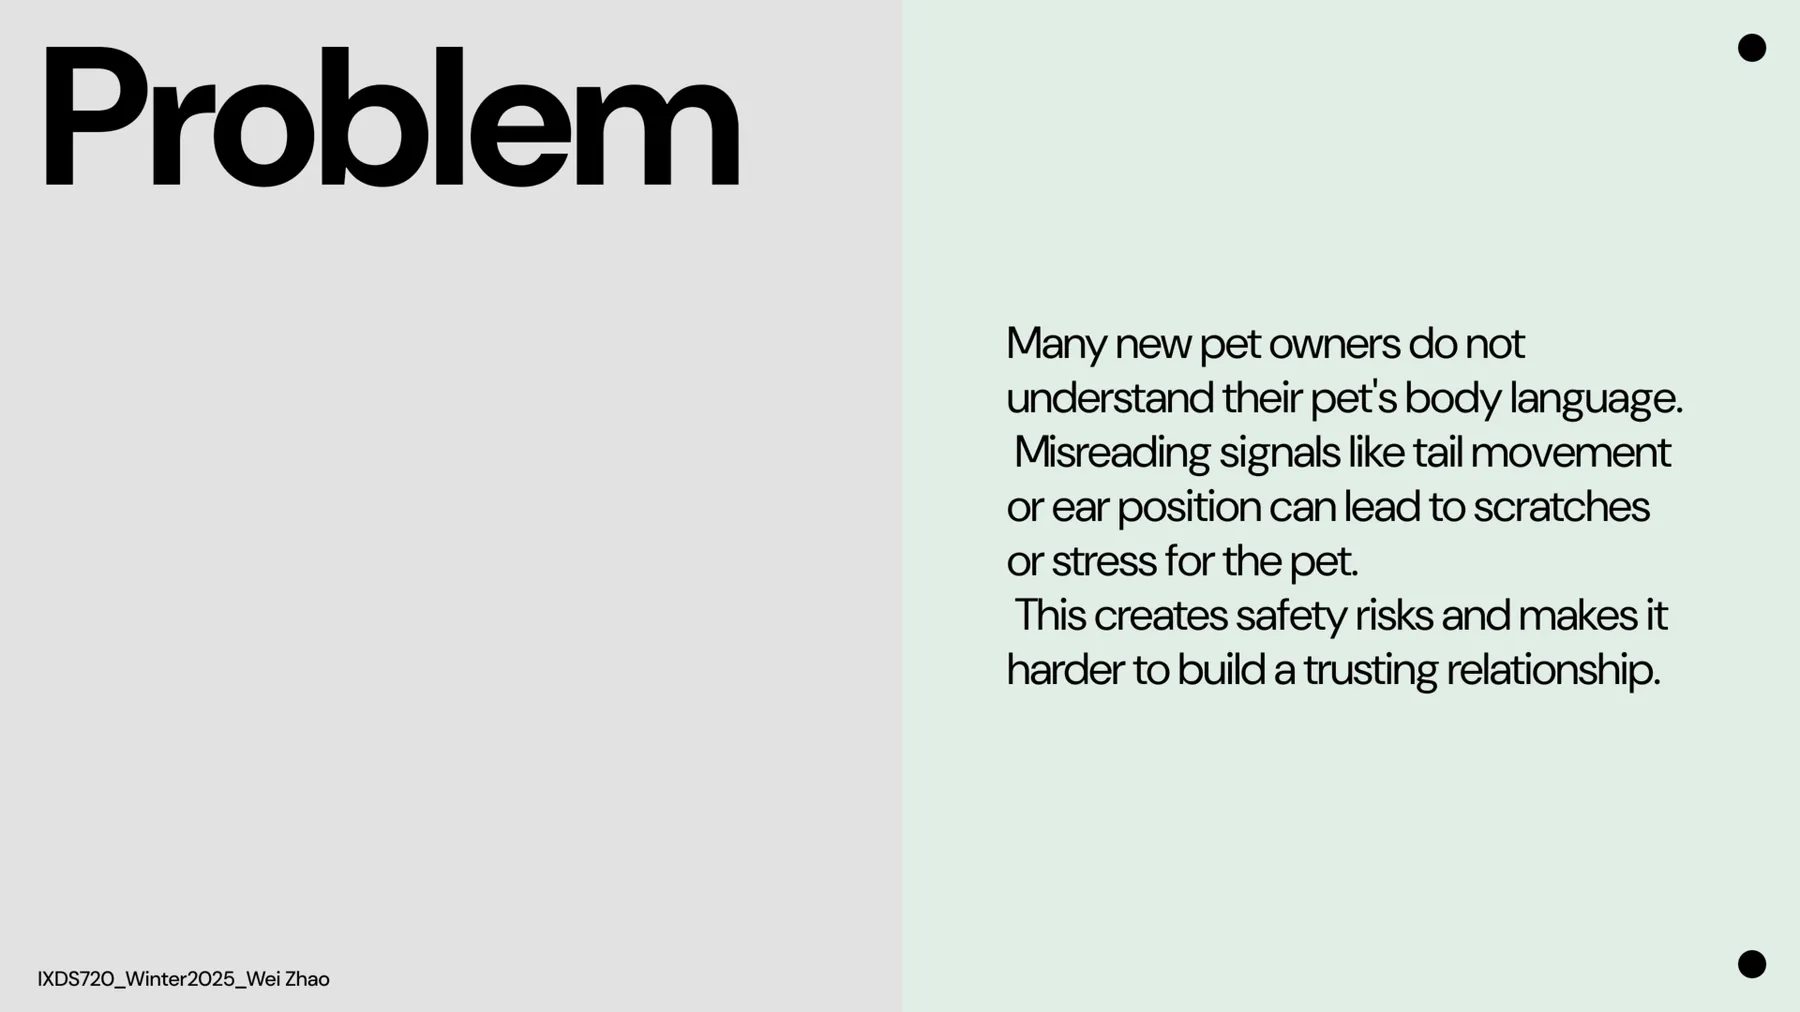 Problem
Many new pet owners do not
understand their pet's body language.
Misreading signals like tail movement
or ear position can lead to scratches
or stress for the pet.
This creates safety risks and makes it
harder to build a trusting relationship.
IXDS720_Winter2025_Wei Zhao